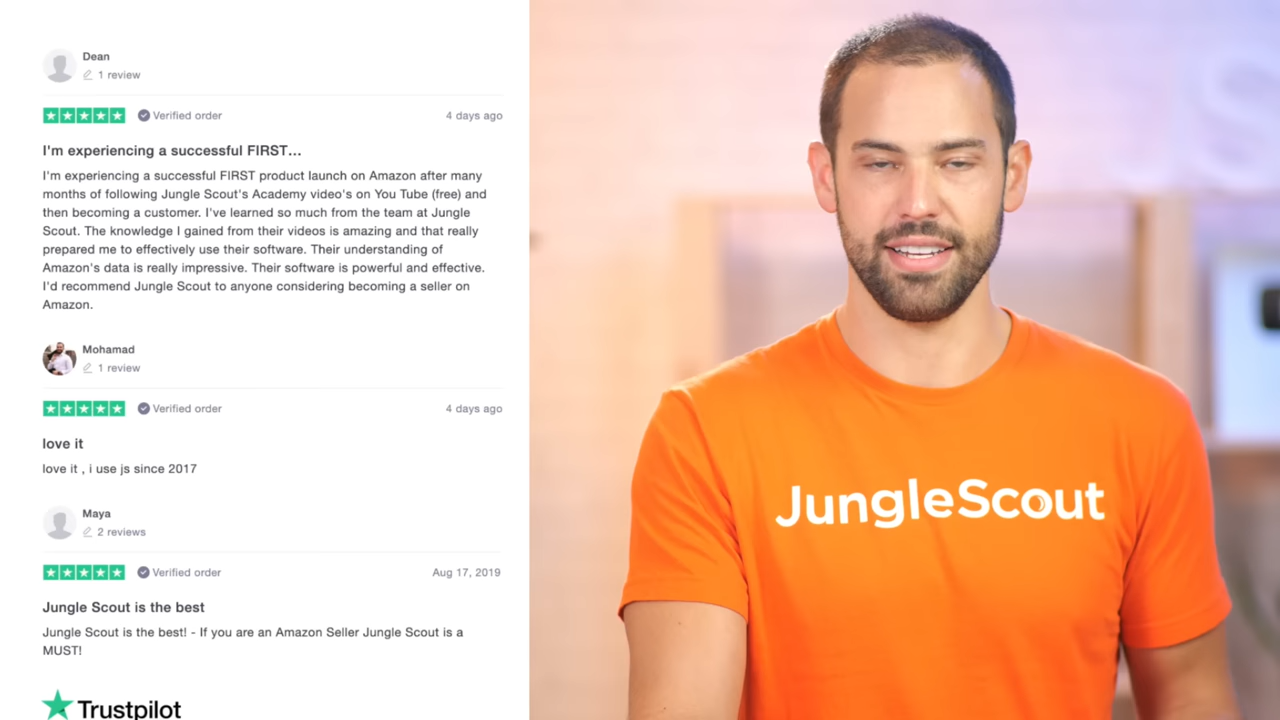 Dean
1 review
Verified order
4 days ago
I'm experiencing a successful FIRST...
I'm experiencing a successful FIRST product launch on Amazon after many
months of following Jungle Scout's Academy video's on You Tube (free) and
then becoming a customer. I've learned so much from the team at Jungle
Scout. The knowledge I gained from their videos is amazing and that really
prepared me to effectively use their software. Their understanding of
Amazon's data is really impressive. Their software is powerful and effective.
I'd recommend Jungle Scout to anyone considering becoming a seller on
Amazon.
Mohamad
1 review
Verified order
4 days ago
love it
love it , i use js since 2017
Maya
2 reviews
Verified order
Aug 17, 2019
Jungle Scout is the best
Jungle Scout is the best! - If you are an Amazon Seller Jungle Scout is a
MUST!
Trustpilot
JungleScout